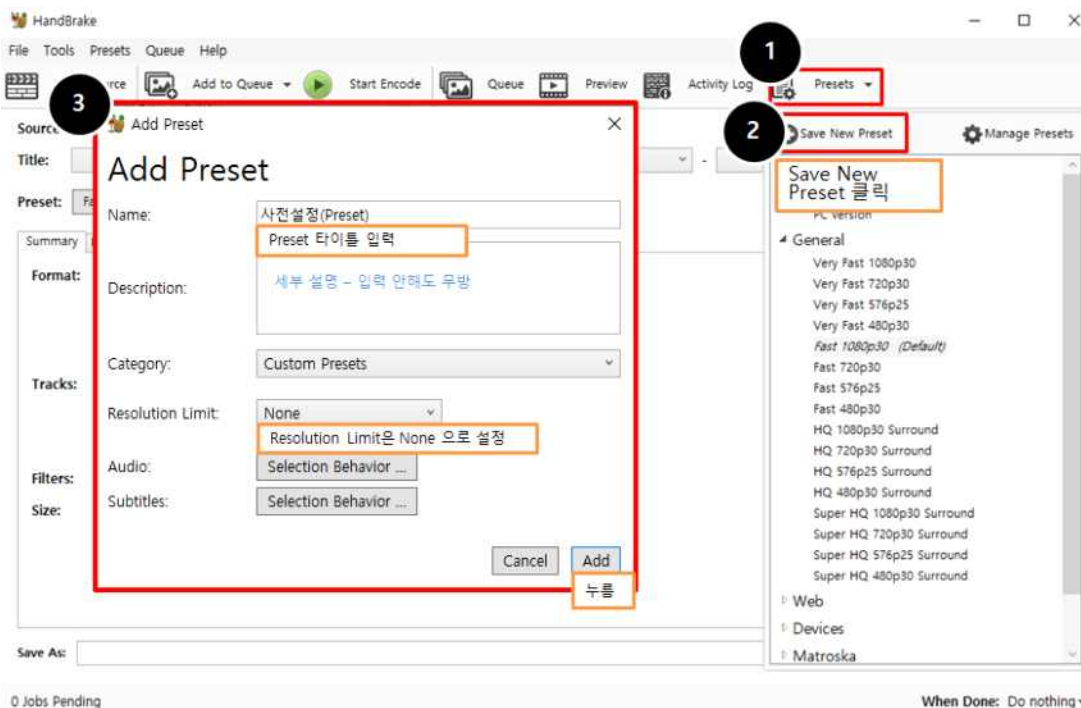 HandBrake
File Tools Presets Queue Help
1
Add to Queue Start Encode Queue Preview Activity Log Presets
3
2
Save New Preset Manage Presets
Add Preset
Title: -
Add Preset
Save New
Preset 클릭
Preset:
Name: 사전설정(Preset)
PC Version
Preset 타이틀 입력
Summary
General
Format:
Description: 세부 설명 – 입력 안해도 무방
Very Fast 1080p30
Very Fast 720p30
Very Fast 576p25
Very Fast 480p30
Fast 1080p30 (Default)
Category: Custom Presets
Fast 720p30
Tracks:
Fast 576p25
Resolution Limit: None
Fast 480p30
Resolution Limit은 None 으로 설정
HQ 1080p30 Surround
HQ 720p30 Surround
Audio: Selection Behavior ...
HQ 576p25 Surround
Filters:
HQ 480p30 Surround
Subtitles: Selection Behavior ...
Size:
Super HQ 1080p30 Surround
Super HQ 720p30 Surround
Super HQ 576p25 Surround
Cancel Add
Super HQ 480p30 Surround
누름
Web
Devices
Save As:
Matroska
0 Jobs Pending When Done: Do nothing